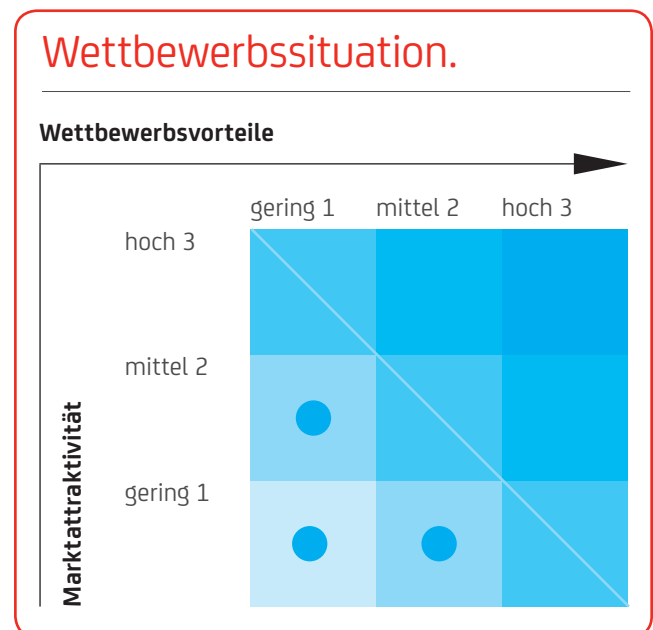 Wettbewerbssituation.
Wettbewerbsvorteile
gering 1 mittel 2 hoch 3
hoch 3
mittel 2
gering 1
Marktattraktivität